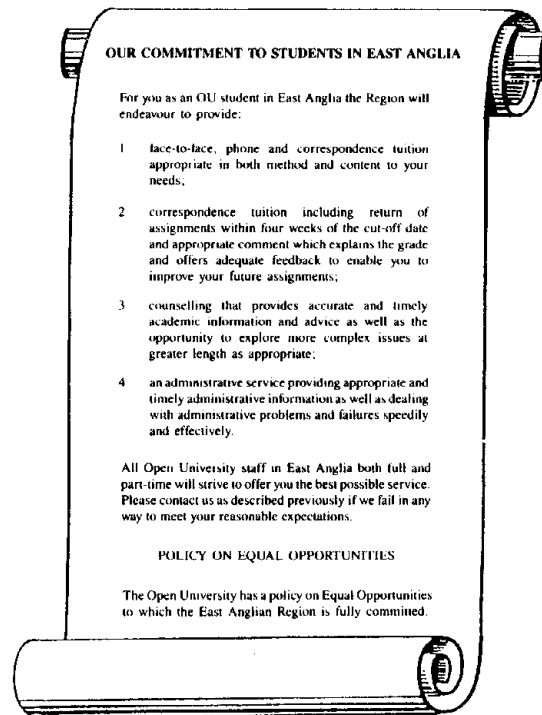 OUR COMMITMENT TO STUDENTS IN EAST ANGLIA
For you as an OU student in East Anglia the Region will
endeavour to provide:
1 face-to-face, phone and correspondence tuition
appropriate in both method and content to your
needs;
2 correspondence tuition including return of
assignments within four weeks of the cut-off date
and appropriate comment which explains the grade
and offers adequate feedback to enable you to
improve your future assignments;
3 counselling that provides accurate and timely
academic information and advice as well as the
opportunity to explore more complex issues at
greater length as appropriate;
4 an administrative service providing appropriate and
timely administrative information as well as dealing
with administrative problems and failures speedily
and effectively.
All Open University staff in East Anglia both full and
part-time will strive to offer you the best possible service.
Please contact us as described previously if we fail in any
way to meet your reasonable expectations.
POLICY ON EQUAL OPPORTUNITIES
The Open University has a policy on Equal Opportunities
to which the East Anglian Region is fully committed.